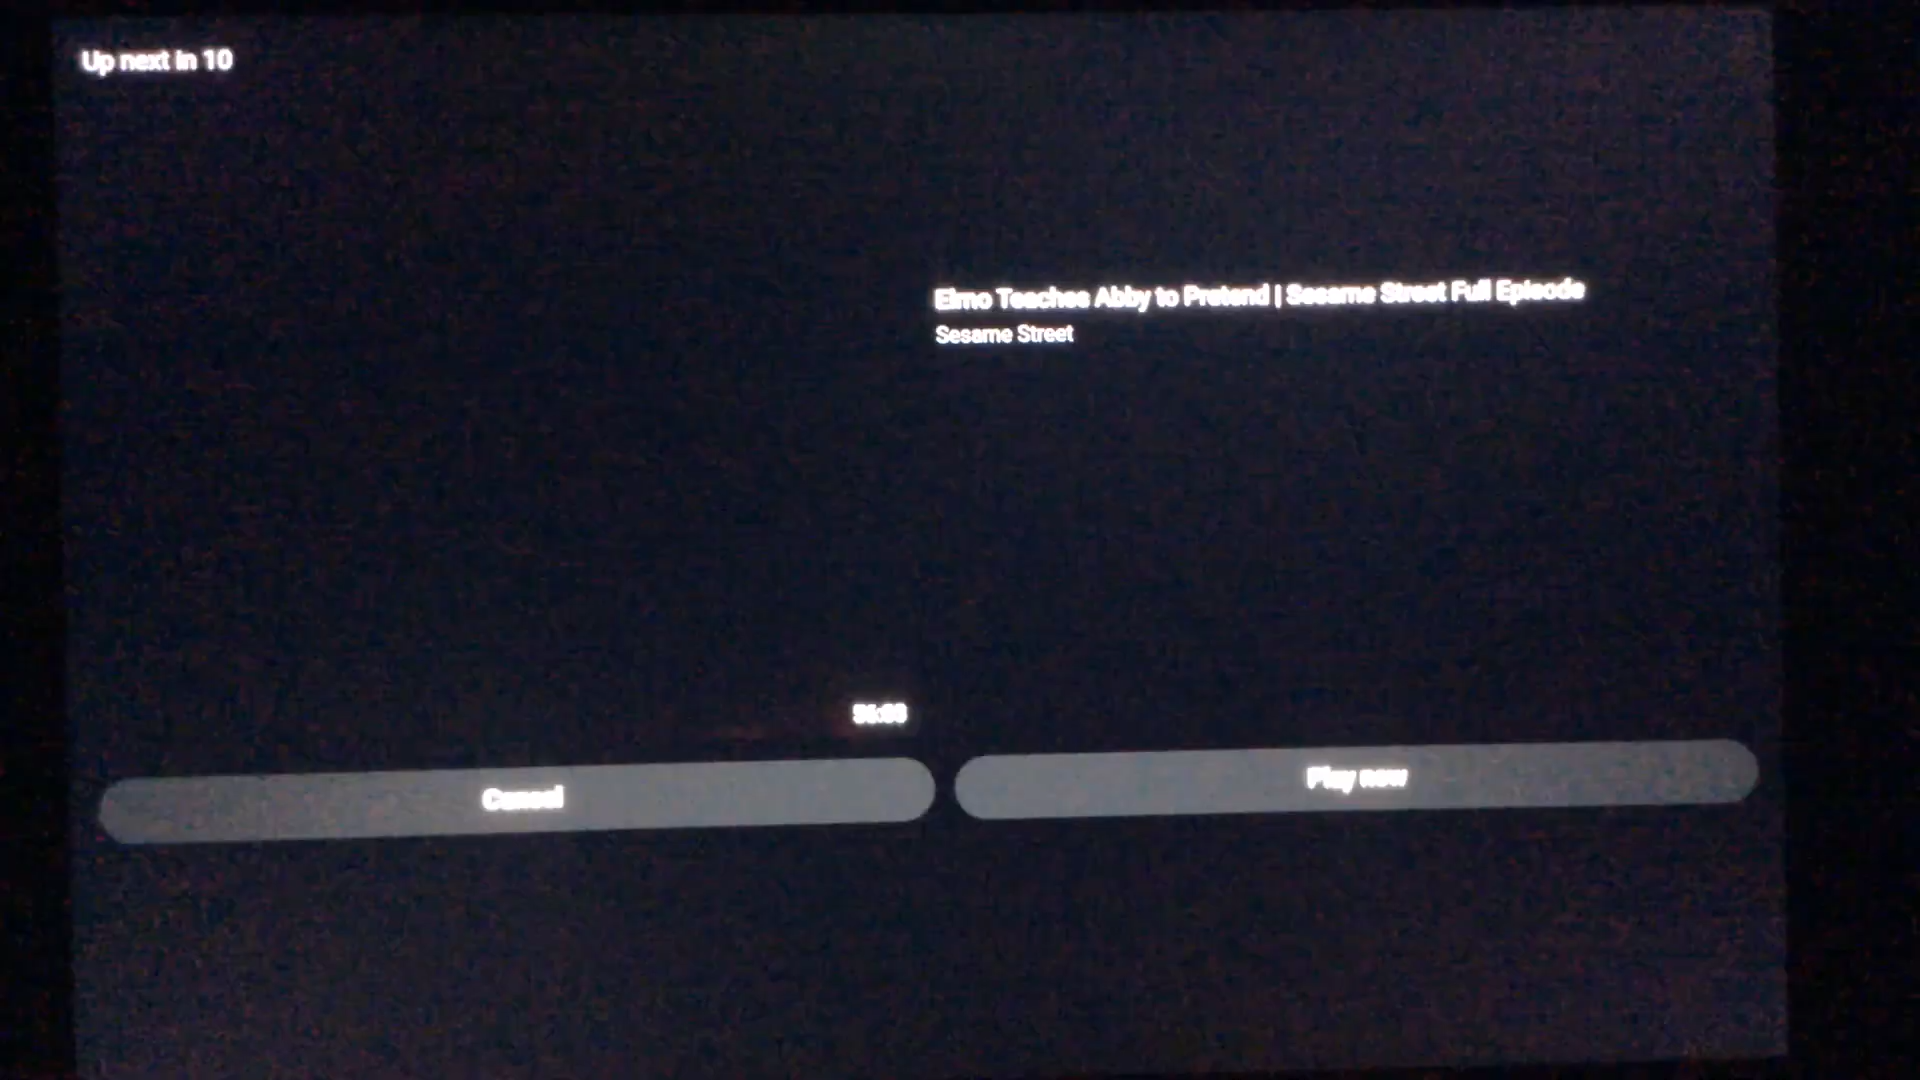 Up next in 10
Elmo Teaches Abby to Pretend | Sesame Street Full Episode
Sesame Street
Cancel
Play now